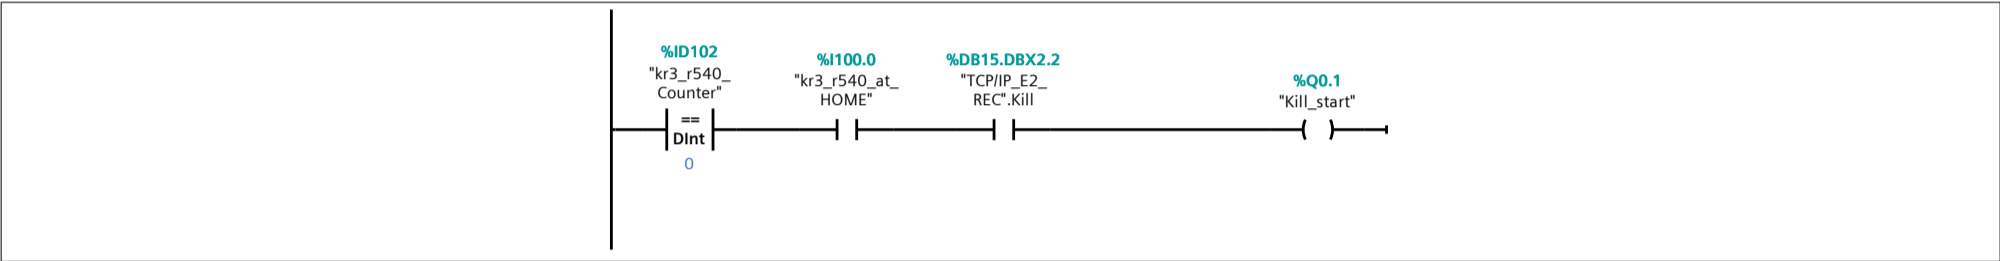 %ID102
"kr3_r540_
Counter"
==
DInt
0
%I100.0
"kr3_r540_at_
HOME"
%DB15.DBX2.2
"TCP/IP_E2_
REC".Kill
%Q0.1
"Kill_start"